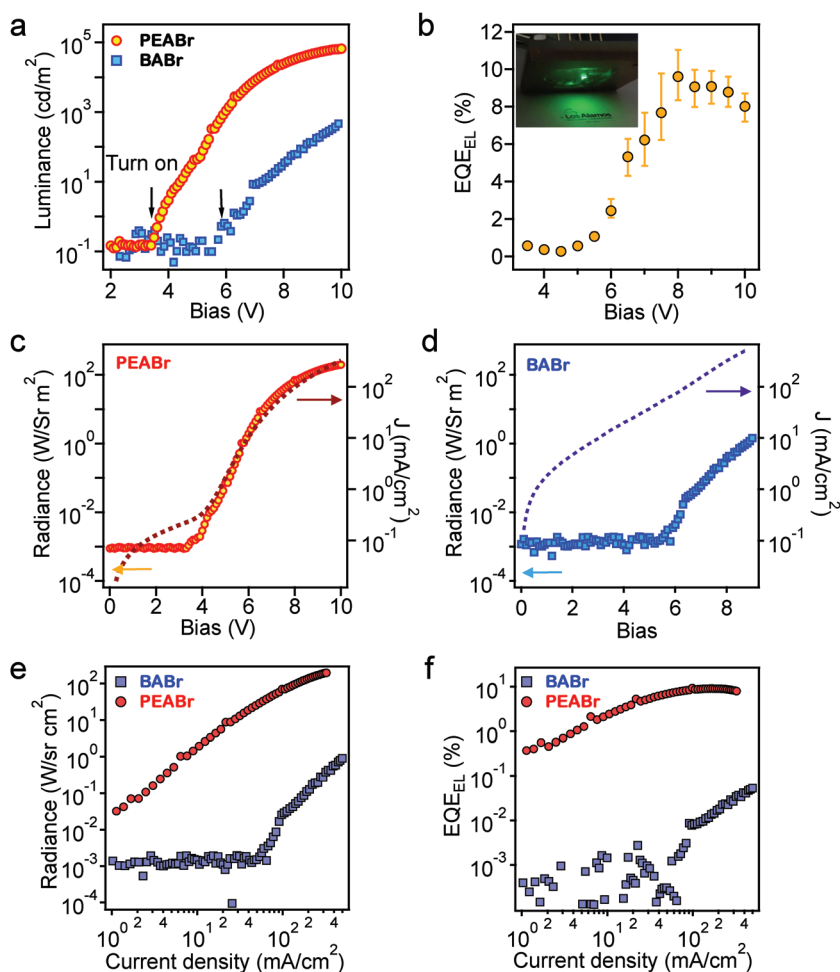 a
PEABr
BABr
Turn on
Luminance (cd/m²)
10⁵
10³
10¹
10⁻¹
2 4 6 8 10
Bias (V)
b
EQE_EL (%)
12
10
8
6
4
2
0
4 6 8 10
Bias (V)
Los Alamos
c
PEABr
Radiance (W/Sr m²)
10²
10⁰
10⁻²
10⁻⁴
J (mA/cm²)
10²
10¹
10⁰
10⁻¹
0 2 4 6 8 10
Bias (V)
d
BABr
Radiance (W/Sr m²)
10²
10⁰
10⁻²
10⁻⁴
J (mA/cm²)
10²
10¹
10⁰
10⁻¹
0 2 4 6 8
Bias
e
BABr
PEABr
Radiance (W/sr cm²)
10²
10¹
10⁰
10⁻¹
10⁻²
10⁻³
10⁻⁴
10⁰ 2 4 10¹ 2 4 10² 2 4
Current density (mA/cm²)
f
BABr
PEABr
EQE_EL (%)
10¹
10⁰
10⁻¹
10⁻²
10⁻³
10⁰ 2 4 10¹ 2 4 10² 2 4
Current density (mA/cm²)